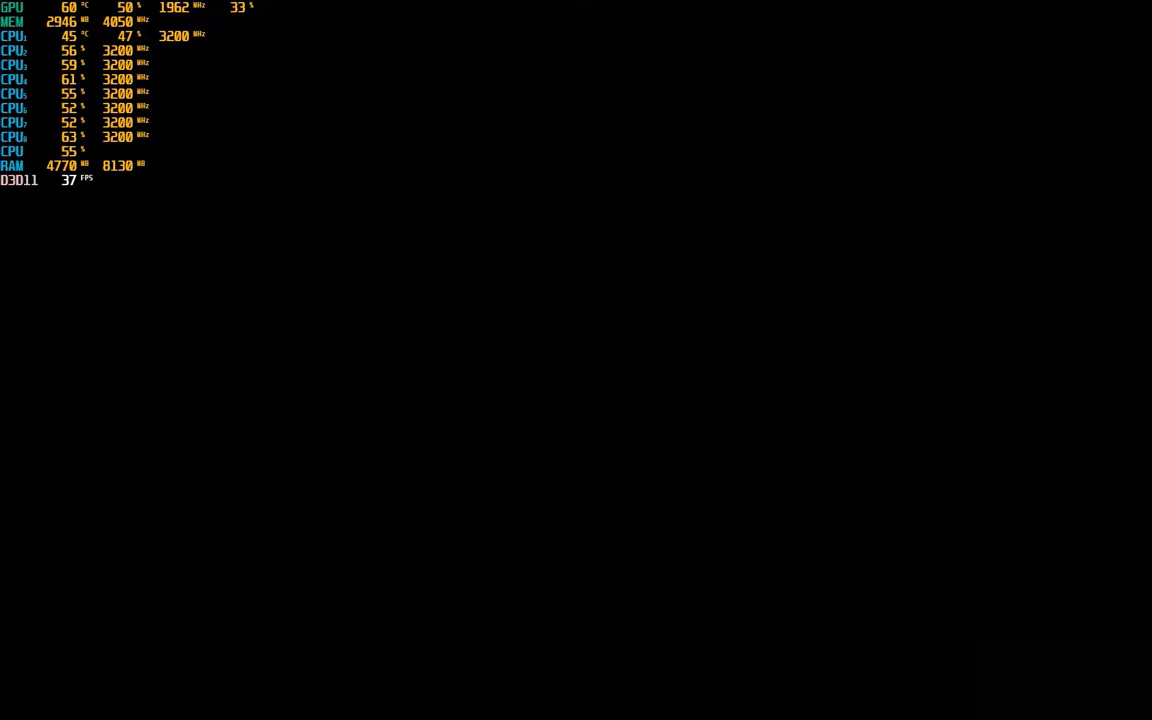 GPU 60 °C 50 % 1962 MHz 33 %
MEM 2946 MB 4050 MHz
CPU1 45 °C 47 % 3200 MHz
CPU2 56 % 3200 MHz
CPU3 59 % 3200 MHz
CPU4 61 % 3200 MHz
CPU5 55 % 3200 MHz
CPU6 52 % 3200 MHz
CPU7 52 % 3200 MHz
CPU8 63 % 3200 MHz
CPU 55 %
RAM 4770 MB 8130 MB
D3D11 37 FPS